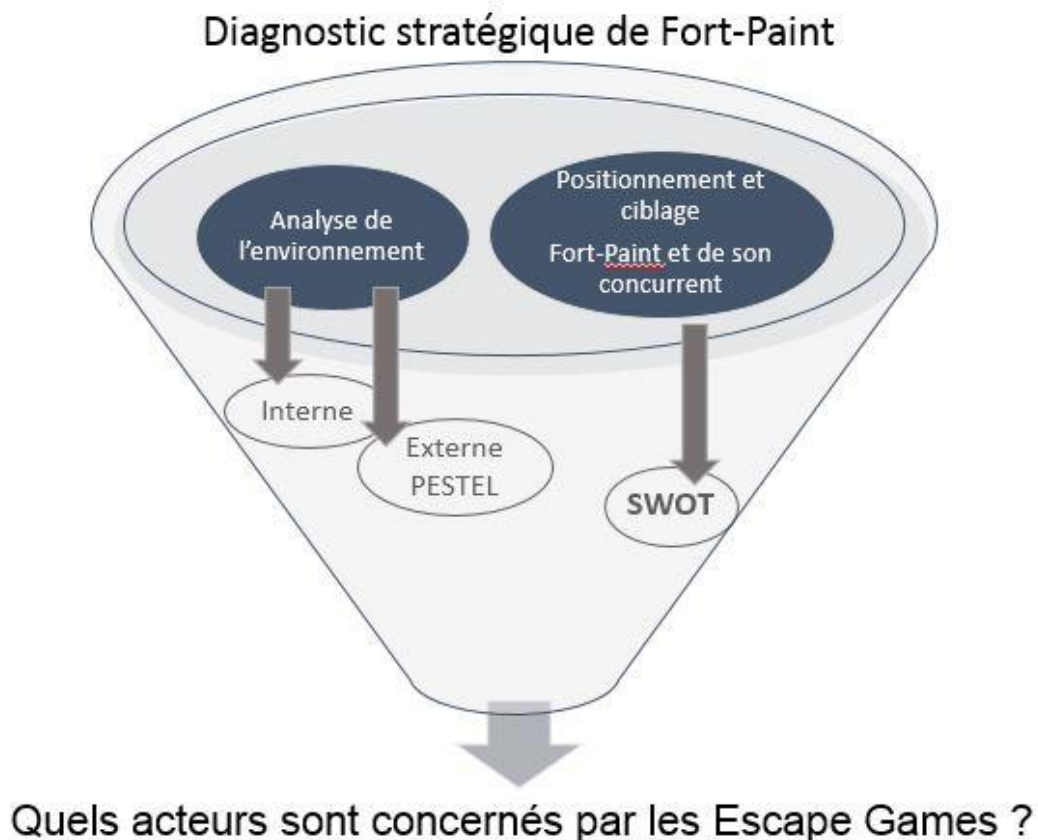 Diagnostic stratégique de Fort-Paint
Analyse de
l'environnement
Positionnement et
ciblage
Fort-Paint et de son
concurrent
Interne
Externe
PESTEL
SWOT
Quels acteurs sont concernés par les Escape Games ?